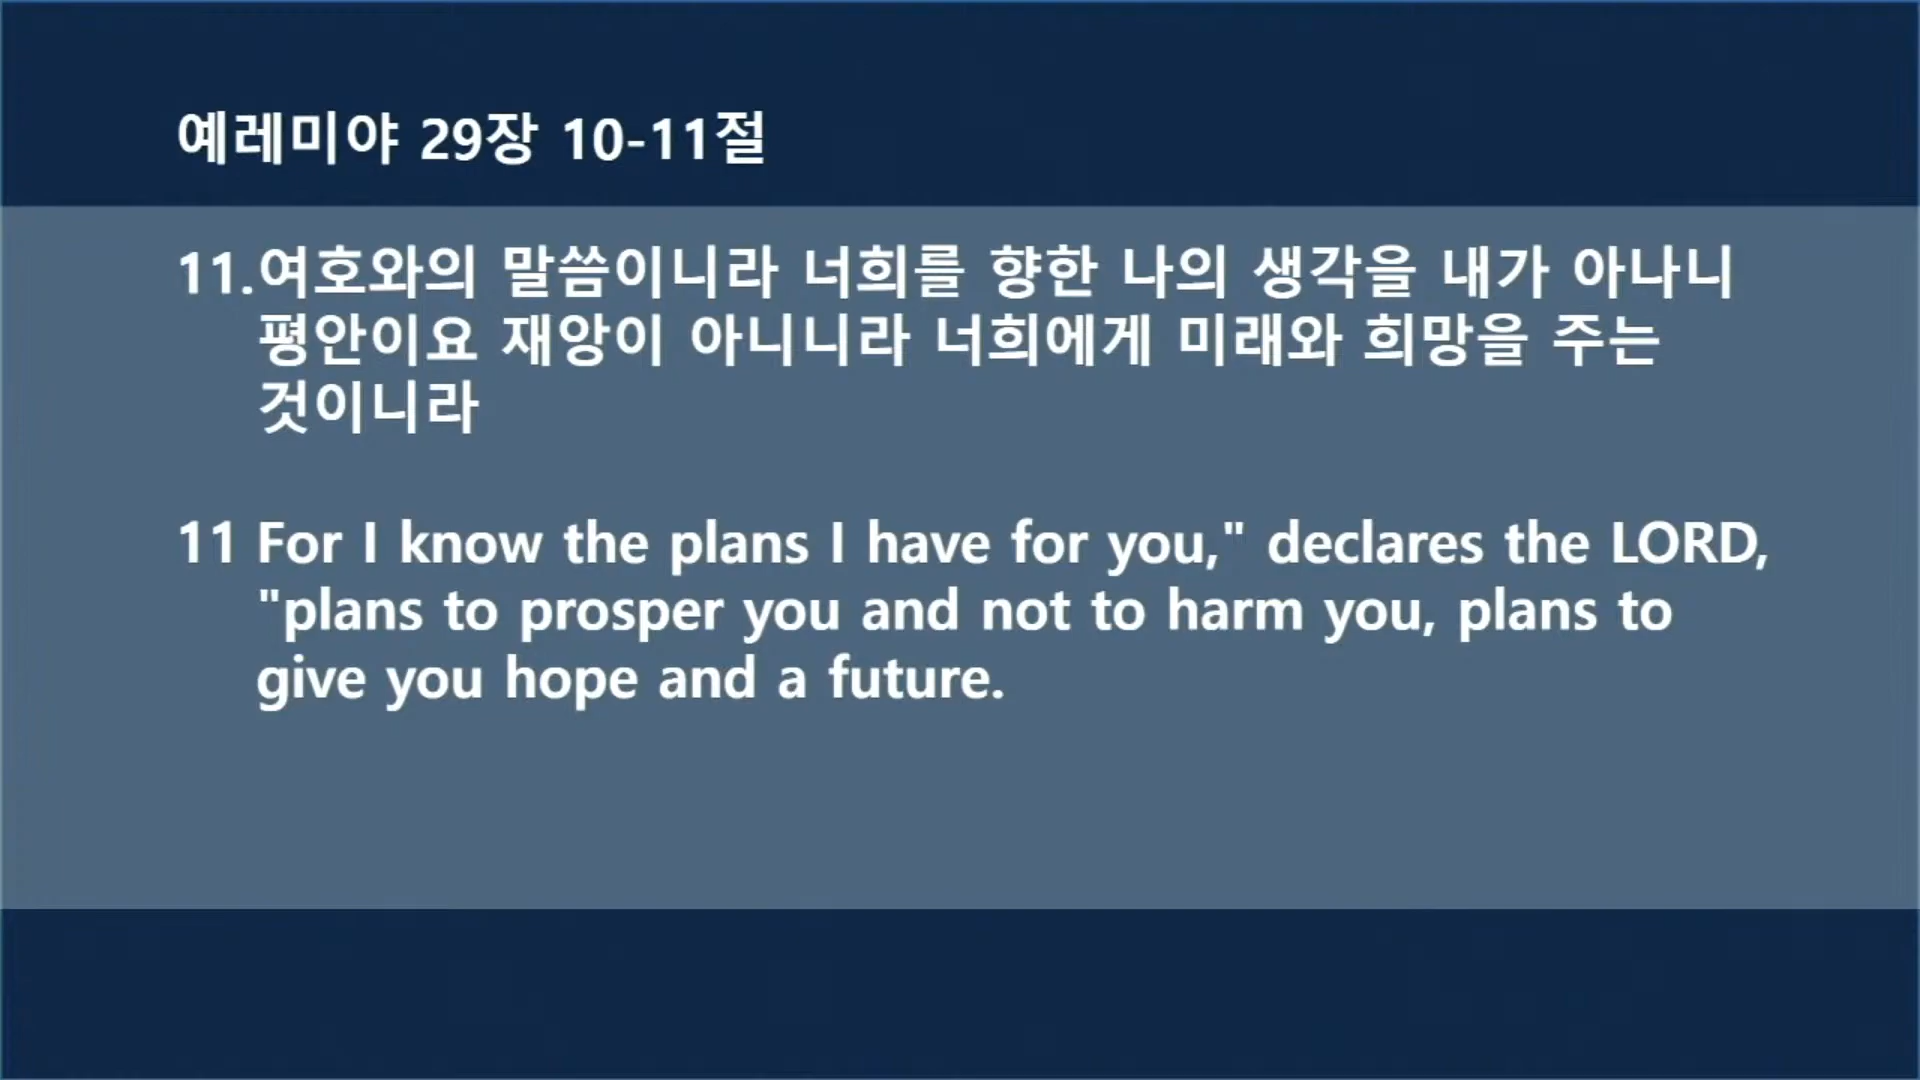 예레미야 29장 10-11절
11.여호와의 말씀이니라 너희를 향한 나의 생각을 내가 아나니
평안이요 재앙이 아니니라 너희에게 미래와 희망을 주는
것이니라
11 For I know the plans I have for you," declares the LORD,
"plans to prosper you and not to harm you, plans to
give you hope and a future.